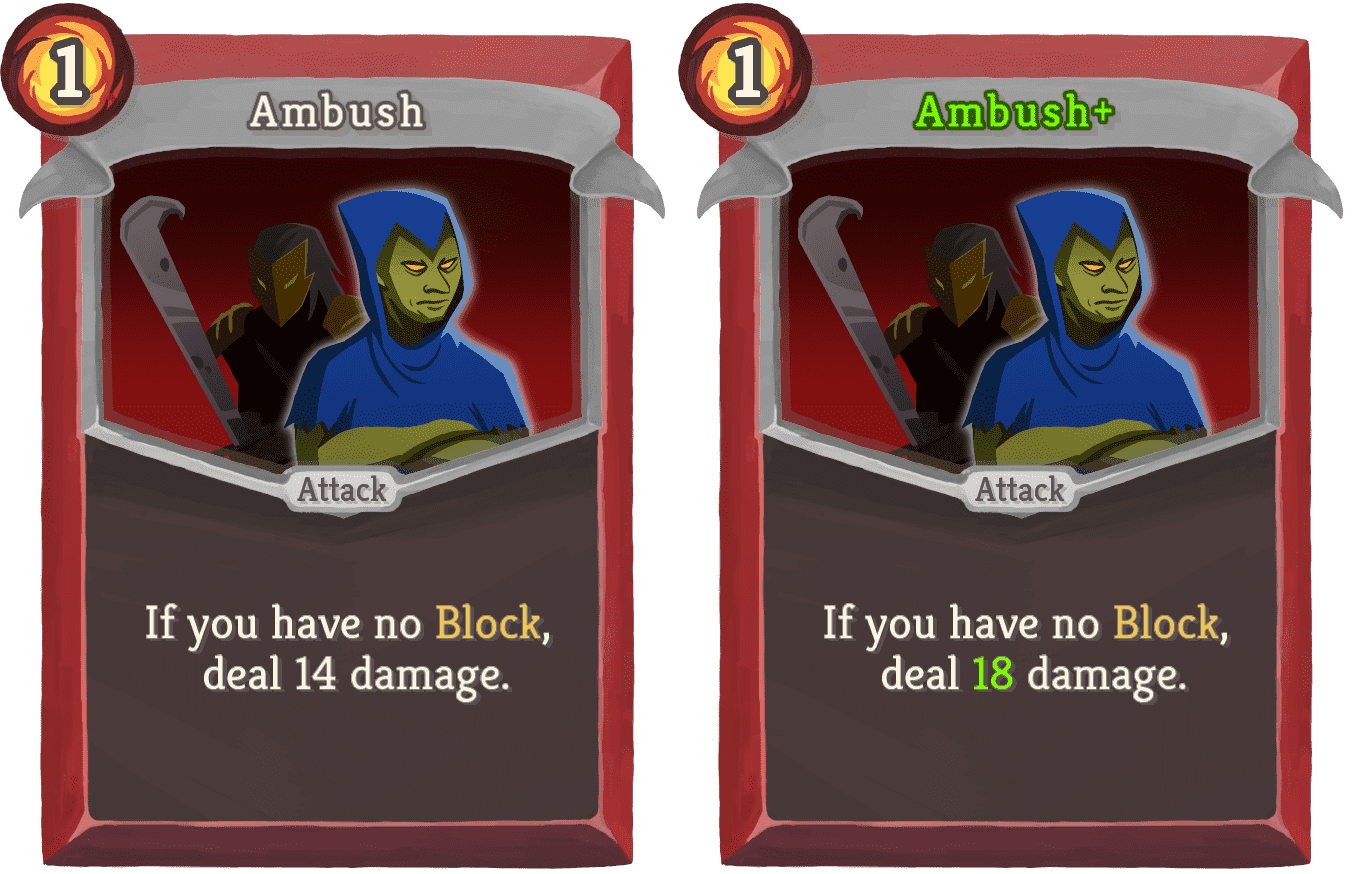 1
Ambush
Attack
If you have no Block,
deal 14 damage.
1
Ambush+
Attack
If you have no Block,
deal 18 damage.